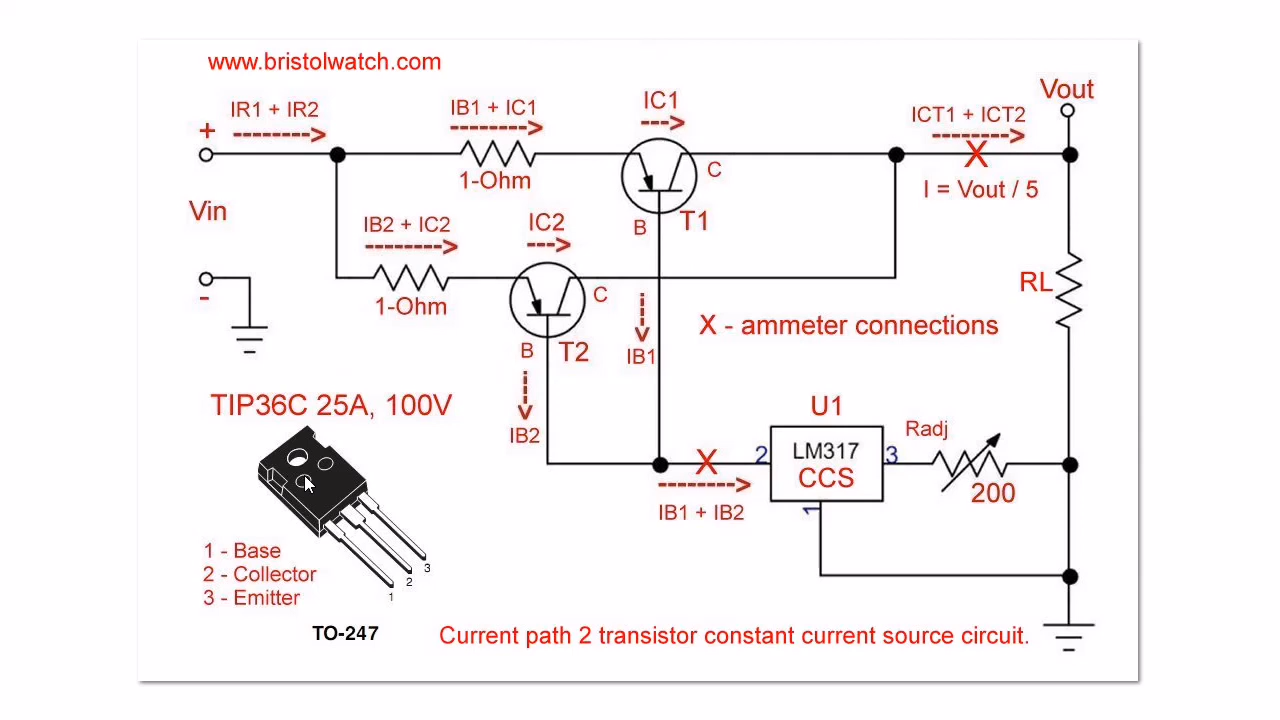 www.bristolwatch.com
Vout
IR1 + IR2
IB1 + IC1
IC1
ICT1 + ICT2
+
1-Ohm
C
I = Vout / 5
Vin
IB2 + IC2
IC2
B
T1
-
1-Ohm
C
RL
X - ammeter connections
B
T2
IB1
TIP36C 25A, 100V
IB2
U1
X
2
LM317
CCS
3
Radj
200
1
IB1 + IB2
1 - Base
2 - Collector
3 - Emitter
3
2
1
TO-247
Current path 2 transistor constant current source circuit.